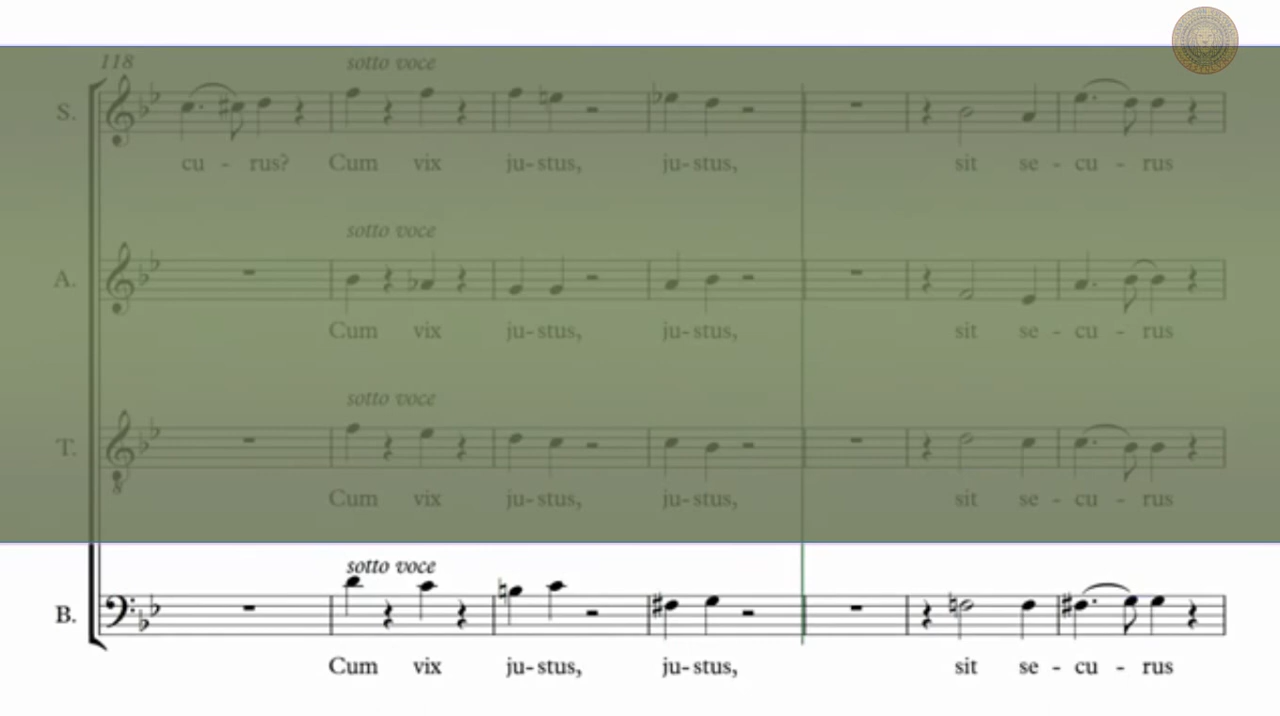 118
sotto voce
S.
cu - rus? Cum vix ju-stus, ju-stus, sit se - cu - rus
sotto voce
A.
Cum vix ju-stus, ju-stus, sit se - cu - rus
sotto voce
T.
8
Cum vix ju-stus, ju-stus, sit se - cu - rus
sotto voce
B.
Cum vix ju-stus, ju-stus, sit se - cu - rus